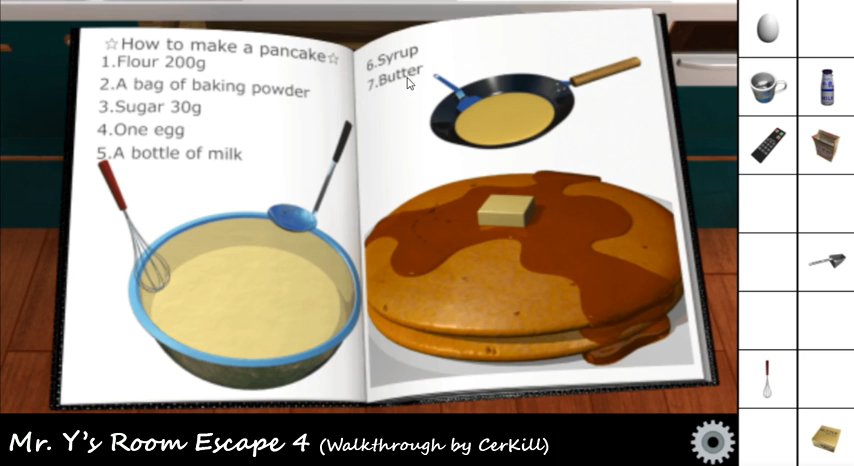 ☆How to make a pancake☆
1.Flour 200g
2.A bag of baking powder
3.Sugar 30g
4.One egg
5.A bottle of milk
6.Syrup
7.Butter
Mr. Y's Room Escape 4 (Walkthrough by CerKill)